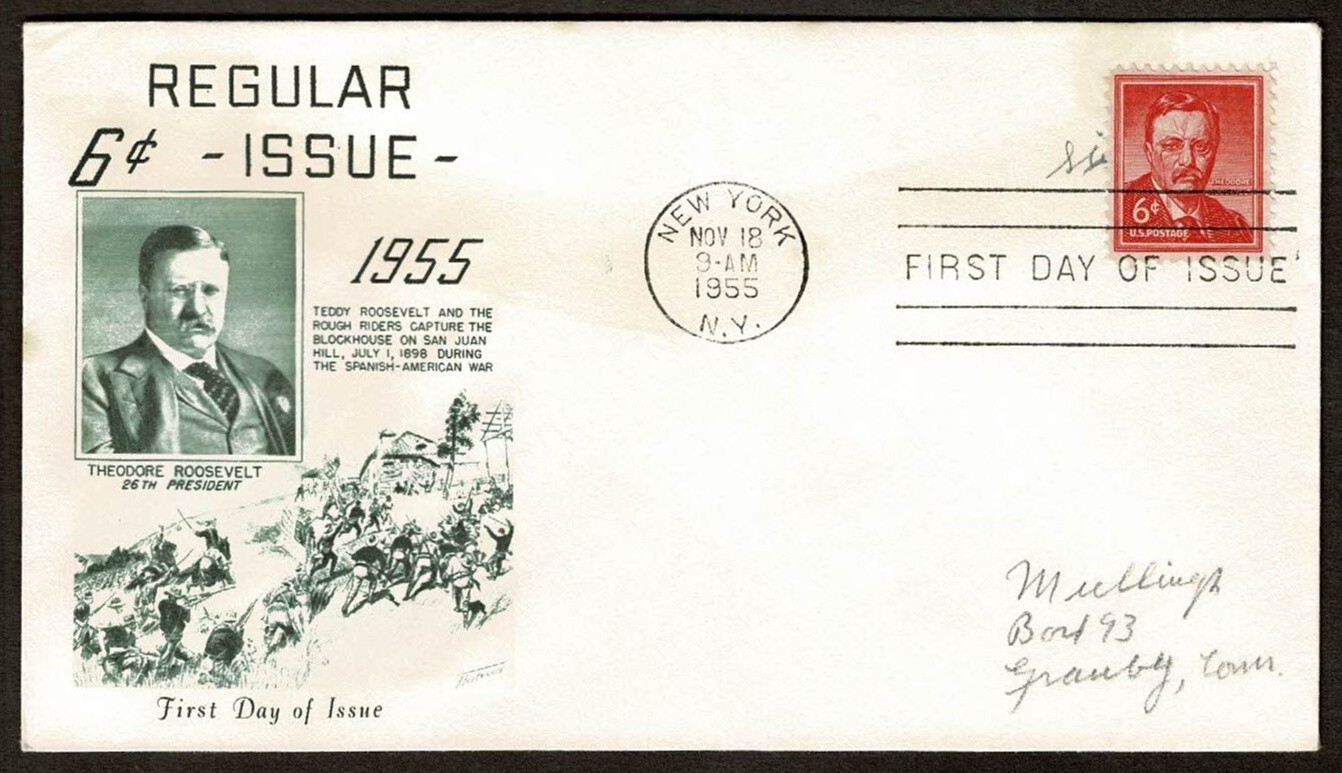 REGULAR
6¢ - ISSUE -
1955
TEDDY ROOSEVELT AND THE
ROUGH RIDERS CAPTURE THE
BLOCKHOUSE ON SAN JUAN
HILL, JULY 1, 1898 DURING
THE SPANISH-AMERICAN WAR
THEODORE ROOSEVELT
26TH PRESIDENT
First Day of Issue
NEW YORK
NOV 18
9-AM
1955
N.Y.
THEODORE
6¢
U.S. POSTAGE
FIRST DAY OF ISSUE
Box 93
Granby, Conn.